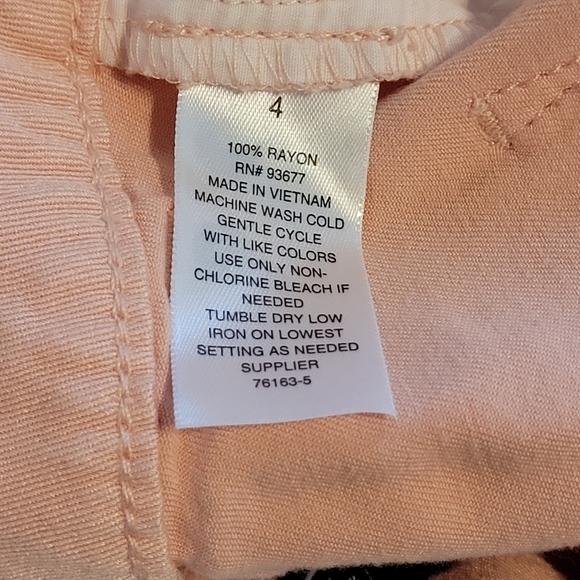 4
100% RAYON
RN# 93677
MADE IN VIETNAM
MACHINE WASH COLD
GENTLE CYCLE
WITH LIKE COLORS
USE ONLY NON-
CHLORINE BLEACH IF
NEEDED
TUMBLE DRY LOW
IRON ON LOWEST
SETTING AS NEEDED
SUPPLIER
76163-5